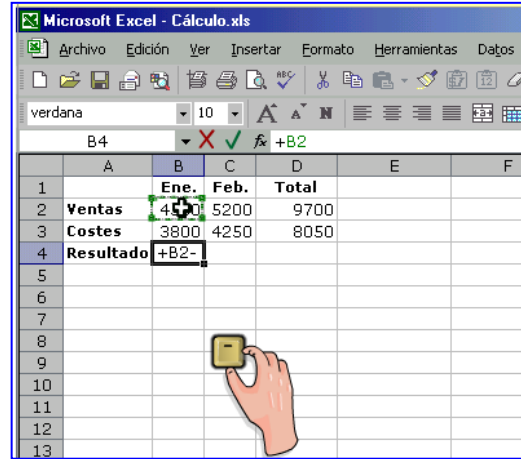 Microsoft Excel - Cálculo.xls
Archivo Edición Ver Insertar Formato Herramientas Datos
verdana 10 A A N
B4 fx +B2
A B C D E F
1 Ene. Feb. Total
2 Ventas 5200 9700
3 Costes 3800 4250 8050
4 Resultado +B2-
5
6
7
8 -
9
10
11
12
13